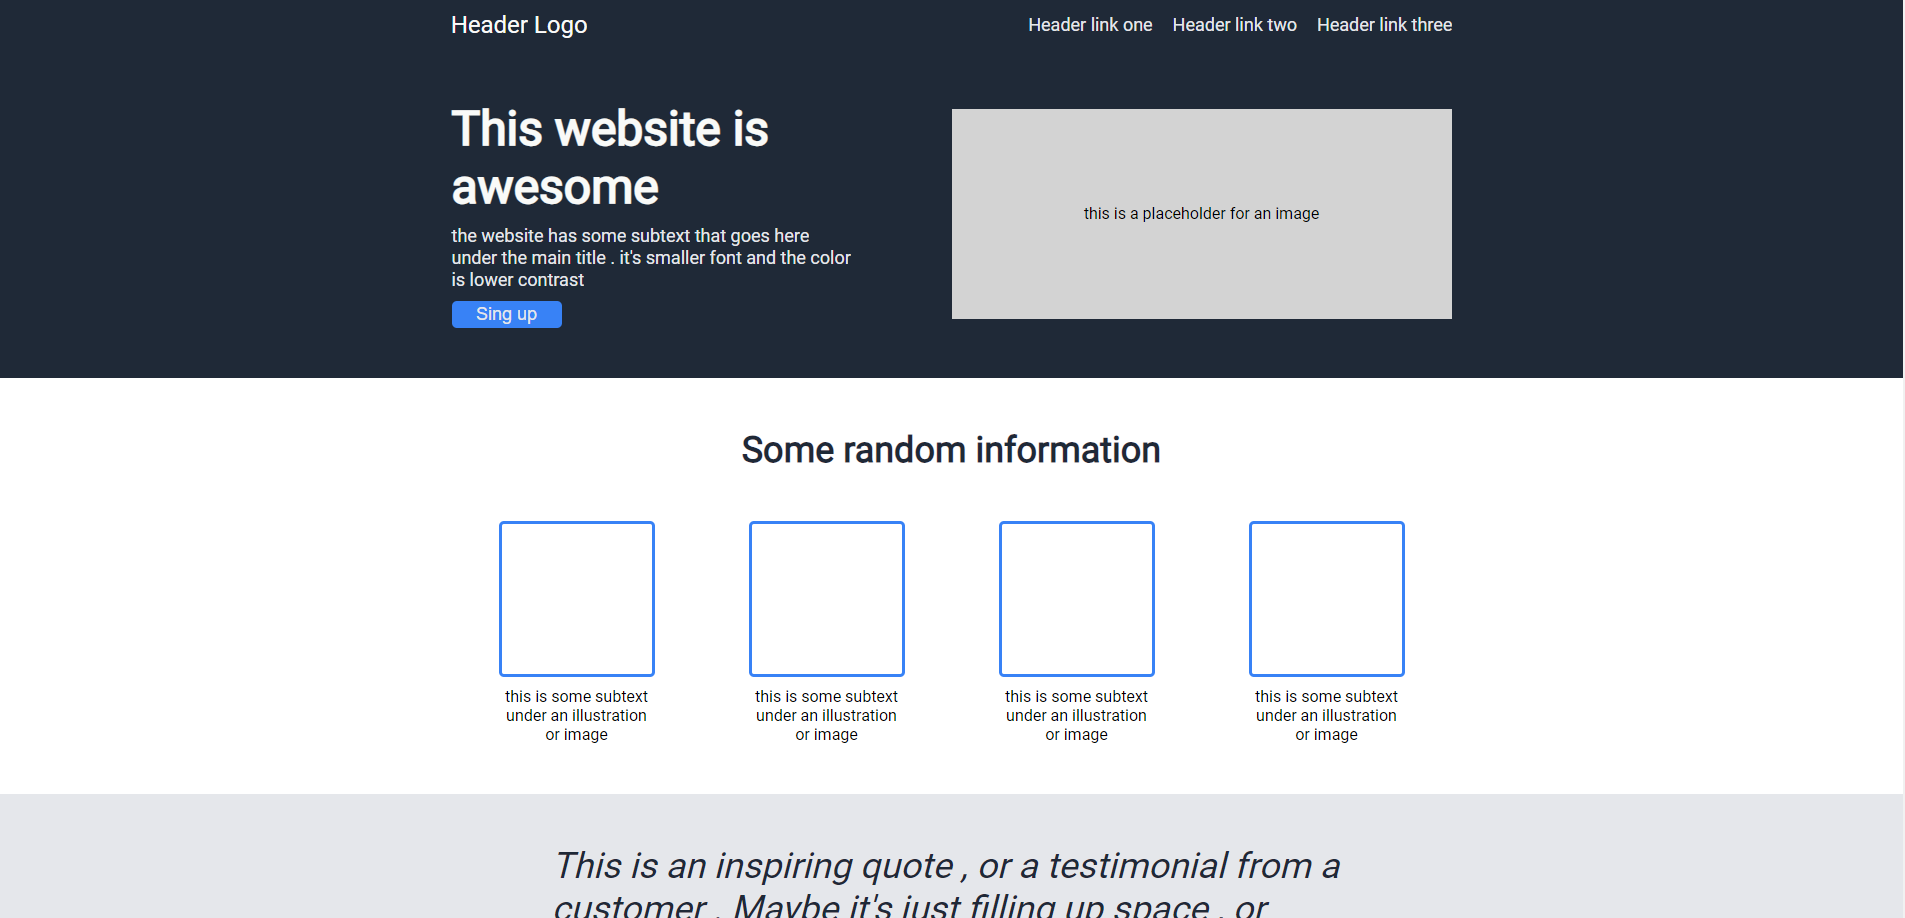 Header Logo
Header link one
Header link two
Header link three
This website is
awesome
the website has some subtext that goes here
under the main title . it's smaller font and the color
is lower contrast
Sing up
this is a placeholder for an image
Some random information
this is some subtext
under an illustration
or image
this is some subtext
under an illustration
or image
this is some subtext
under an illustration
or image
this is some subtext
under an illustration
or image
This is an inspiring quote , or a testimonial from a
customer . Maybe it's just filling up space , or